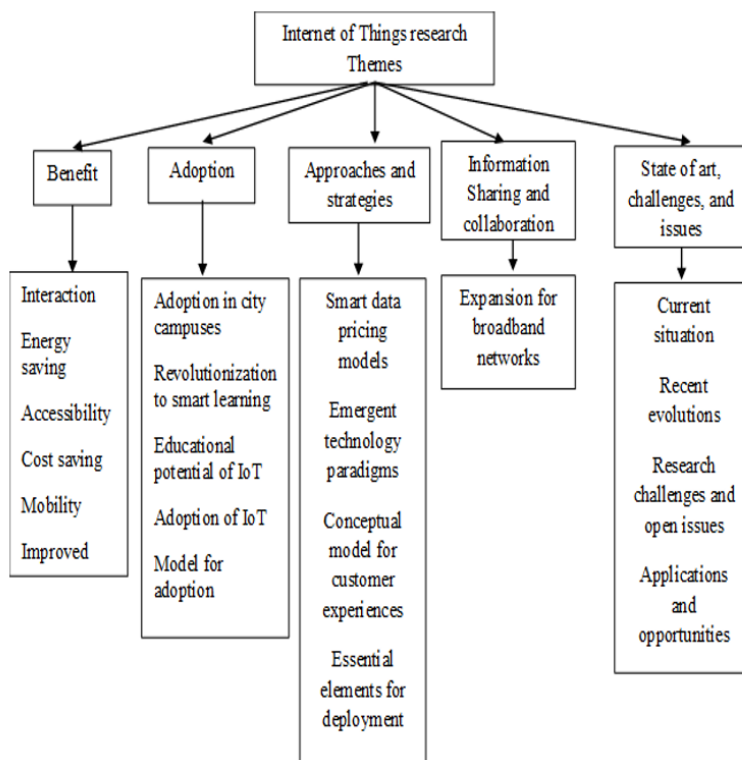 Internet of Things research
Themes
Benefit
Adoption
Approaches and
strategies
Information
Sharing and
collaboration
State of art,
challenges, and
issues
Interaction
Energy
saving
Accessibility
Cost saving
Mobility
Improved
Adoption in city
campuses
Revolutionization
to smart learning
Educational
potential of IoT
Adoption of IoT
Model for
adoption
Smart data
pricing
models
Emergent
technology
paradigms
Conceptual
model for
customer
experiences
Essential
elements for
deployment
Expansion for
broadband
networks
Current
situation
Recent
evolutions
Research
challenges and
open issues
Applications
and
opportunities